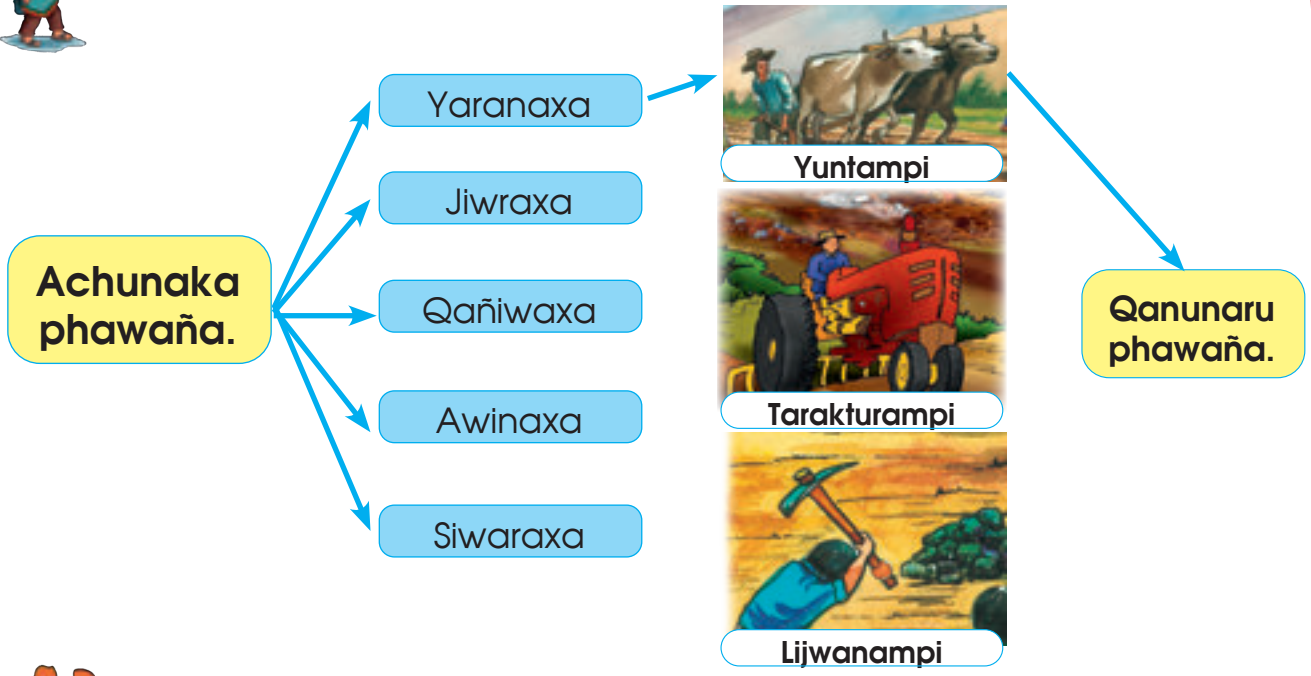 Achunaka
phawaña.
Yaranaxa
Jiwraxa
Qañiwaxa
Awinaxa
Siwaraxa
Yuntampi
Tarakturampi
Lijwanampi
Qanunaru
phawaña.